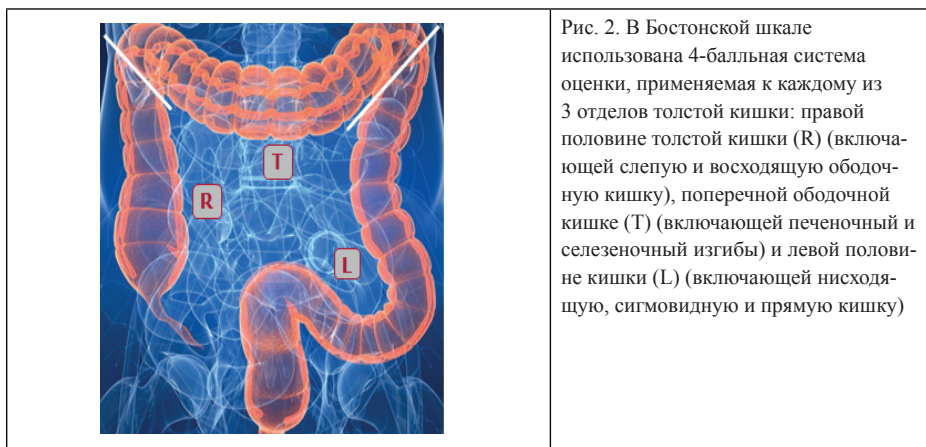 Рис. 2. В Бостонской шкале
использована 4-балльная система
оценки, применяемая к каждому из
3 отделов толстой кишки: правой
половине толстой кишки (R) (включа-
ющей слепую и восходящую ободоч-
ную кишку), поперечной ободочной
кишке (T) (включающей печеночный и
селезеночный изгибы) и левой полови-
не кишки (L) (включающей нисходя-
щую, сигмовидную и прямую кишку)
T
R
L